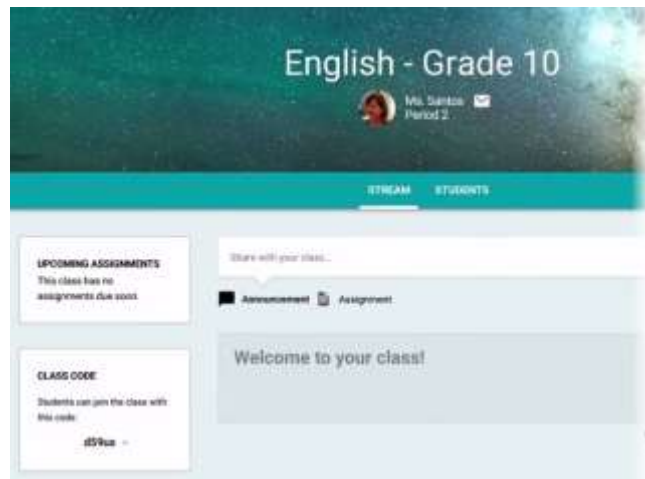 English - Grade 10
Ms. Santos
Period 2
STREAM STUDENTS
UPCOMING ASSIGNMENTS
This class has no
assignments due soon.
Share with your class...
Announcement Assignment
Welcome to your class!
CLASS CODE
Students can join the class with
this code: